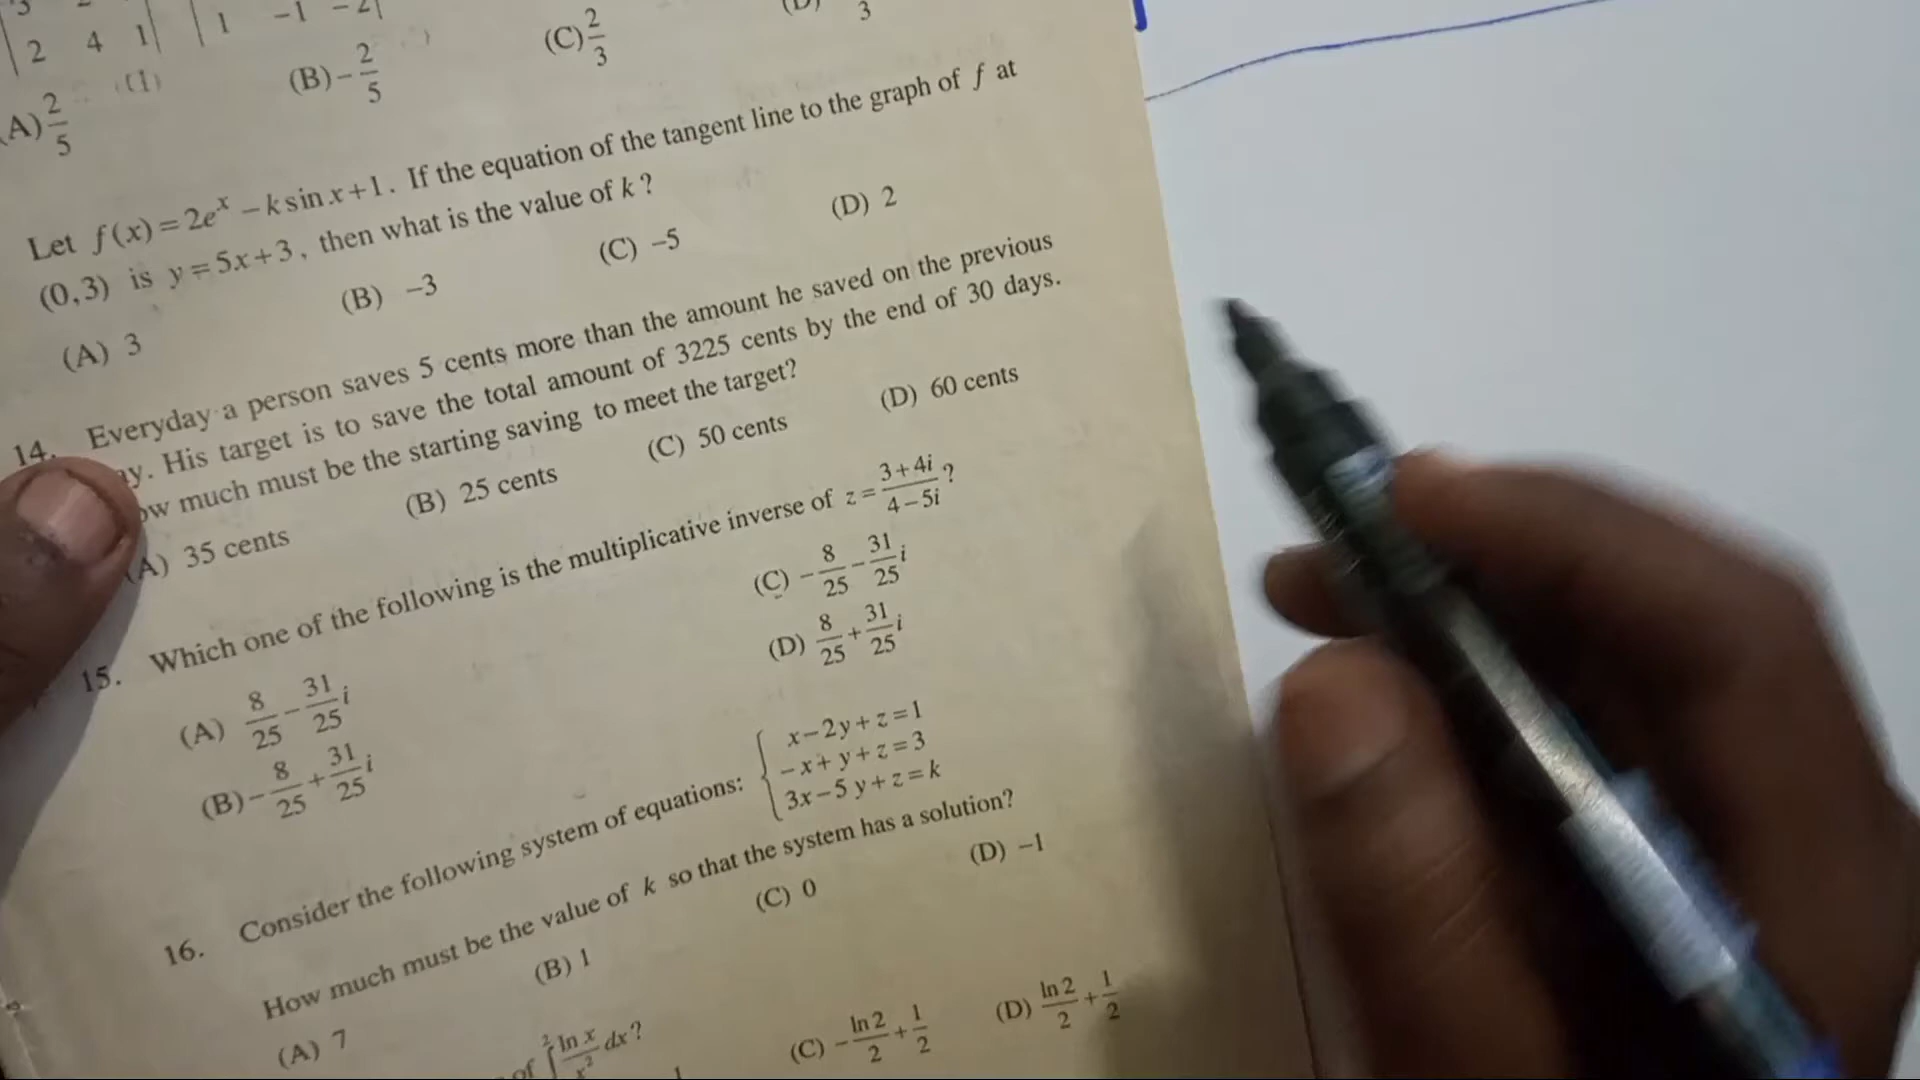 2 4 1 | 1 -1 -2
(A) 2/5 (B) -2/5 (C) 2/3 (D) 3
Let f(x)=2e^x - k sin x+1. If the equation of the tangent line to the graph of f at
(0,3) is y=5x+3, then what is the value of k?
(A) 3 (B) -3 (C) -5 (D) 2
14. Everyday a person saves 5 cents more than the amount he saved on the previous
His target is to save the total amount of 3225 cents by the end of 30 days.
much must be the starting saving to meet the target?
(A) 35 cents (B) 25 cents (C) 50 cents (D) 60 cents
15. Which one of the following is the multiplicative inverse of z = (3+4i)/(4-5i)?
(A) 8/25 - 31/25 i (C) -8/25 - 31/25 i
(B) -8/25 + 31/25 i (D) 8/25 + 31/25 i
16. Consider the following system of equations: { x-2y+z=1
-x+y+z=3
3x-5y+z=k
How much must be the value of k so that the system has a solution?
(A) 7 (B) 1 (C) 0 (D) -1
of ∫ 2 ln x/x² dx?
(C) -ln 2/2 + 1/2 (D) ln 2/2 + 1/2